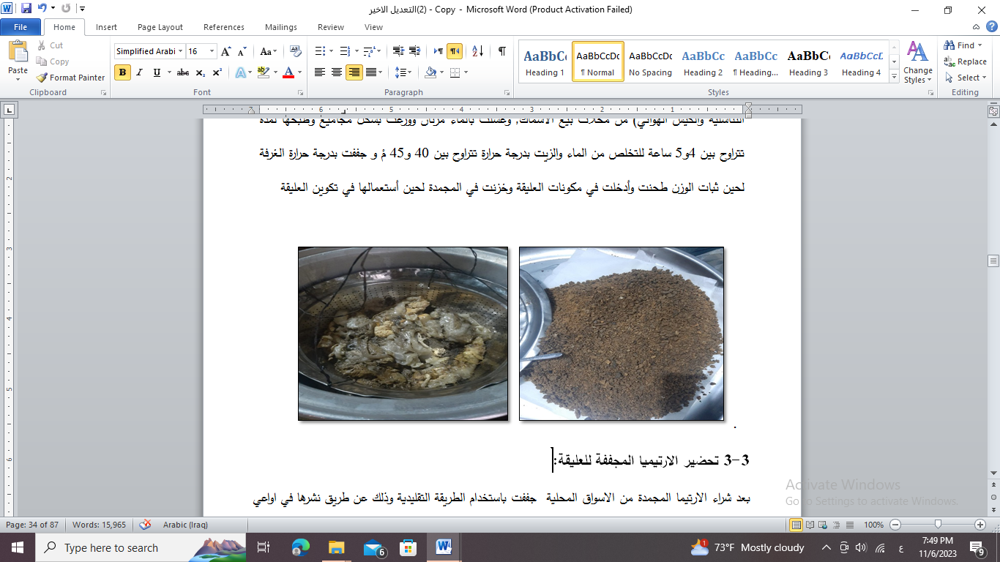 التعديل الاخير(2) - Copy - Microsoft Word (Product Activation Failed)
File Home Insert Page Layout References Mailings Review View
Paste
Cut
Copy
Format Painter
Clipboard
Simplified Arabi 16
Font
Paragraph
AaBbCc AaBbCcDc AaBbCcDc AaBbCc AaBbCc AaBbCc AaBbCcD
Heading 1 ¶ Normal No Spacing Heading 2 ¶ Heading... Heading 3 Heading 4
Change Styles
Styles
Find
Replace
Select
Editing
التناسلية والكيس الهوائي) من محلات بيع الاسماك, وغسلت بالماء مرتان ووزعت بشكل مجاميع وطبخها لمدة
تتراوح بين 4و5 ساعة للتخلص من الماء والزيت بدرجة حرارة تتراوح بين 40 و45 مْ و جففت بدرجة حرارة الغرفة
لحين ثبات الوزن طحنت وأدخلت في مكونات العليقة وخزنت في المجمدة لحين أستعمالها في تكوين العليقة
.
3-3 تحضير الارتيميا المجففة للعليقة:
بعد شراء الارتيما المجمدة من الاسواق المحلية جففت باستخدام الطريقة التقليدية وذلك عن طريق نشرها في اواعي
Activate Windows
Go to Settings to activate Windows.
Page: 34 of 87 Words: 15,965 Arabic (Iraq) 100%
Type here to search
6
1
73°F Mostly cloudy
ع
7:49 PM
11/6/2023
9